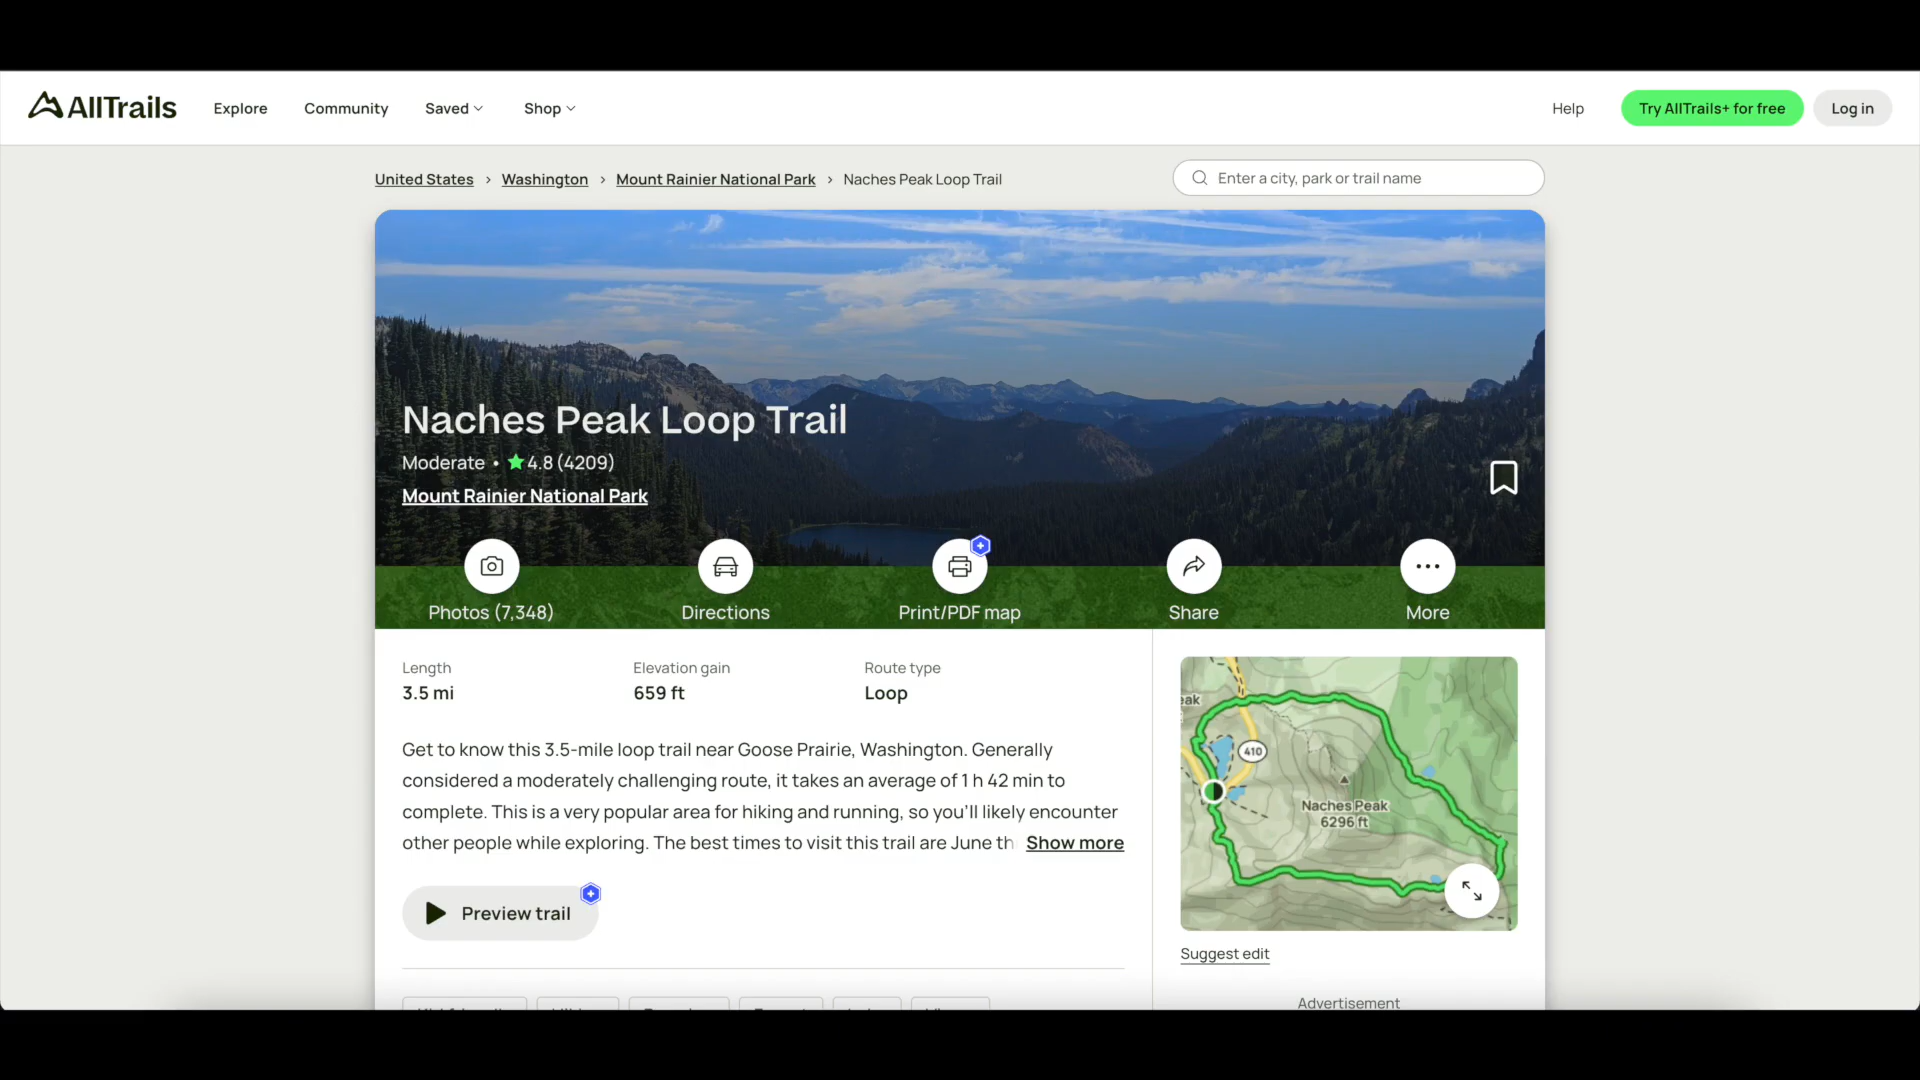 AllTrails
Explore
Community
Saved
Shop
Help
Try AllTrails+ for free
Log in
United States > Washington > Mount Rainier National Park > Naches Peak Loop Trail
Enter a city, park or trail name
Naches Peak Loop Trail
Moderate • ★ 4.8 (4209)
Mount Rainier National Park
Photos (7,348)
Directions
Print/PDF map
Share
More
Length
3.5 mi
Elevation gain
659 ft
Route type
Loop
Get to know this 3.5-mile loop trail near Goose Prairie, Washington. Generally
considered a moderately challenging route, it takes an average of 1 h 42 min to
complete. This is a very popular area for hiking and running, so you'll likely encounter
other people while exploring. The best times to visit this trail are June th
Show more
Preview trail
eak
410
Naches Peak
6296 ft
Suggest edit
Advertisement